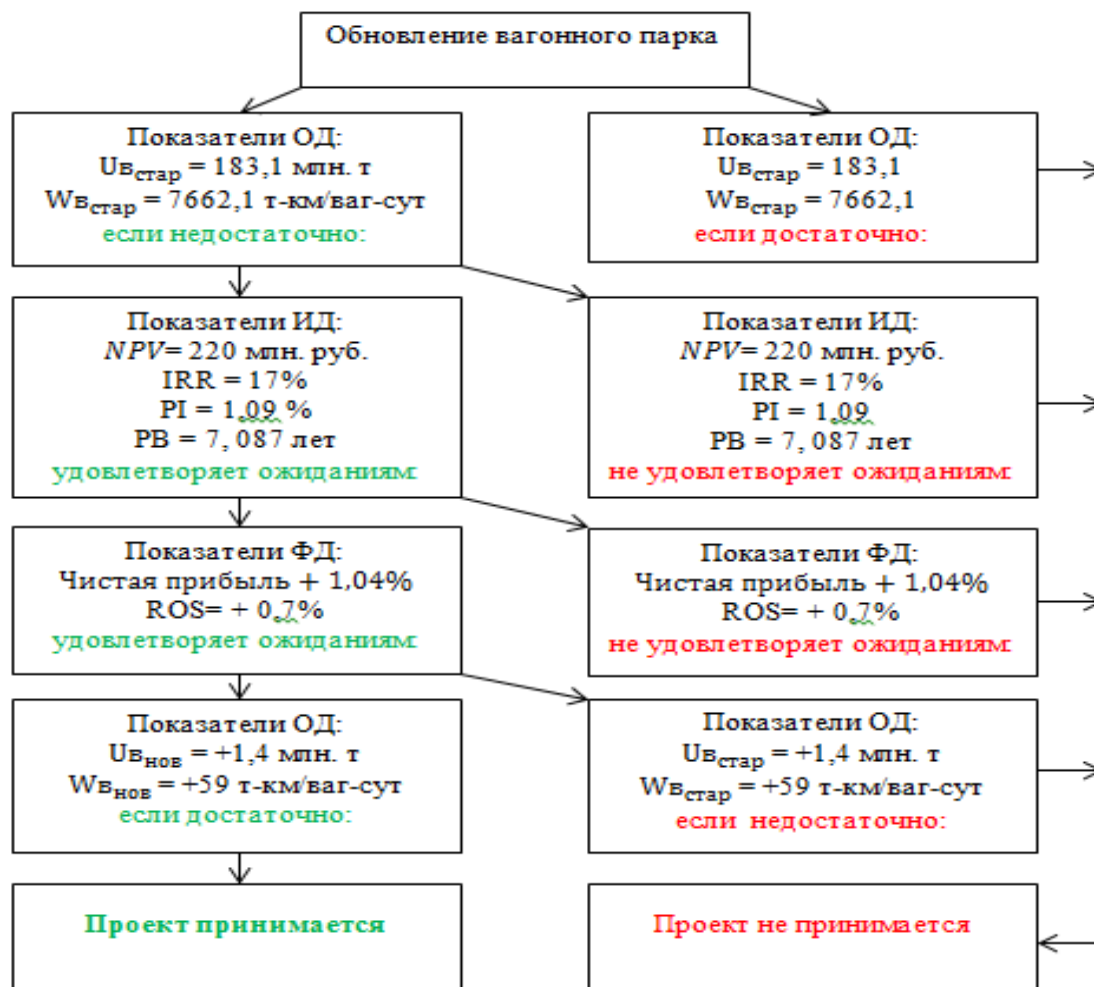 Обновление вагонного парка
Показатели ОД:
Uв_стар = 183,1 млн. т
Wв_стар = 7662,1 т-км/ваг-сут
если недостаточно:
Показатели ОД:
Uв_стар = 183,1
Wв_стар = 7662,1
если достаточно:
Показатели ИД:
NPV= 220 млн. руб.
IRR = 17%
PI = 1,09 %
PB = 7, 087 лет
удовлетворяет ожиданиям:
Показатели ИД:
NPV= 220 млн. руб.
IRR = 17%
PI = 1,09
PB = 7, 087 лет
не удовлетворяет ожиданиям:
Показатели ФД:
Чистая прибыль + 1,04%
ROS= + 0,7%
удовлетворяет ожиданиям:
Показатели ФД:
Чистая прибыль + 1,04%
ROS= + 0,7%
не удовлетворяет ожиданиям:
Показатели ОД:
Uв_нов = +1,4 млн. т
Wв_нов = +59 т-км/ваг-сут
если достаточно:
Показатели ОД:
Uв_стар = +1,4 млн. т
Wв_стар = +59 т-км/ваг-сут
если недостаточно:
Проект принимается
Проект не принимается